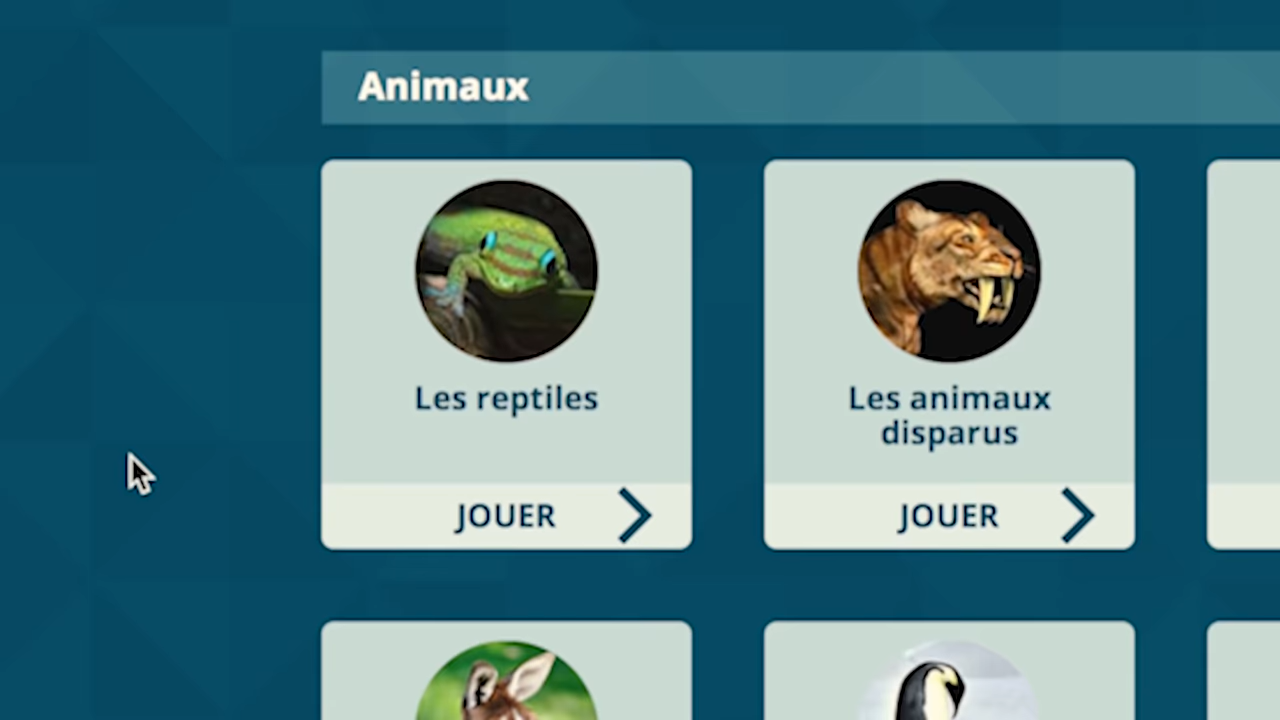 Animaux
Les reptiles
JOUER
Les animaux
disparus
JOUER